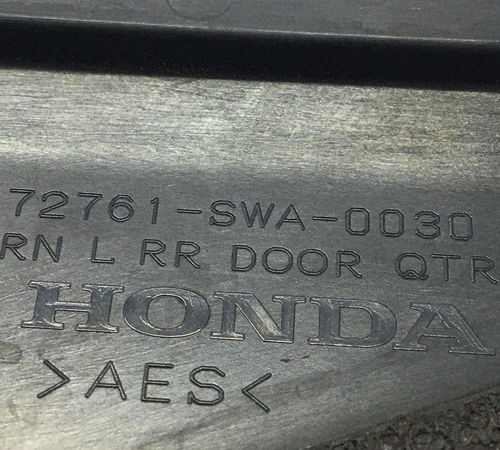 72761-SWA-0030
RN L RR DOOR QTR
HONDA
>AES<